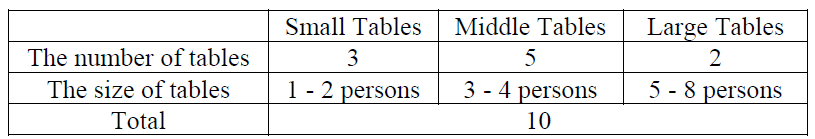 Small Tables Middle Tables Large Tables
The number of tables 3 5 2
The size of tables 1 - 2 persons 3 - 4 persons 5 - 8 persons
Total 10